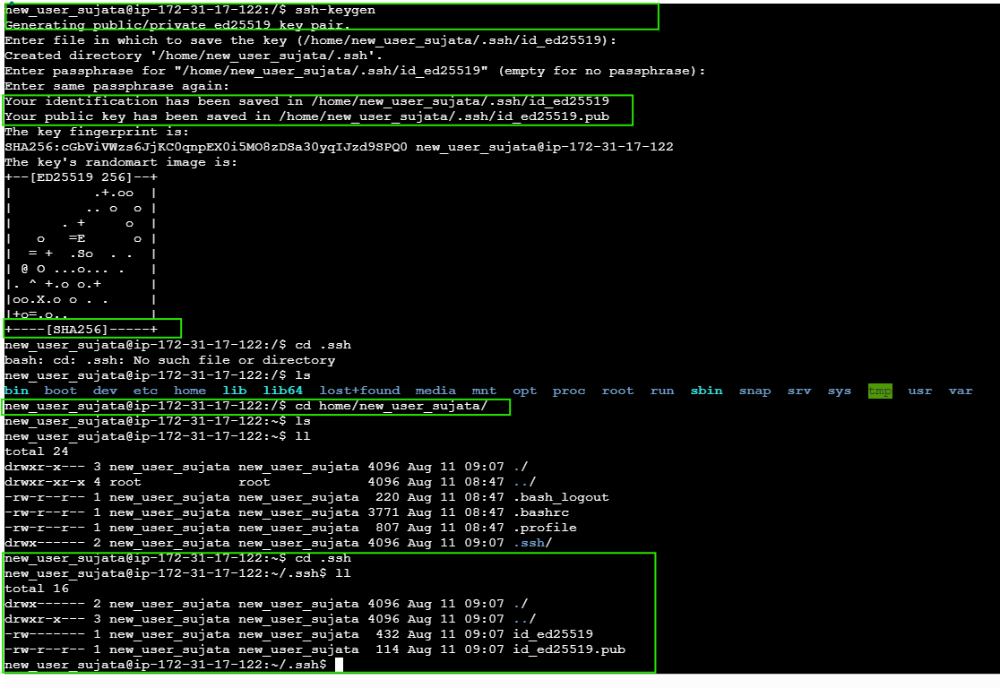 new_user_sujata@ip-172-31-17-122:/$ ssh-keygen
Generating public/private ed25519 key pair.
Enter file in which to save the key (/home/new_user_sujata/.ssh/id_ed25519):
Created directory '/home/new_user_sujata/.ssh'.
Enter passphrase for "/home/new_user_sujata/.ssh/id_ed25519" (empty for no passphrase):
Enter same passphrase again:
Your identification has been saved in /home/new_user_sujata/.ssh/id_ed25519
Your public key has been saved in /home/new_user_sujata/.ssh/id_ed25519.pub
The key fingerprint is:
SHA256:cGbViVWzs6JjKC0qnpEX0i5MO8zDSa30yqIJzd9SPQ0 new_user_sujata@ip-172-31-17-122
The key's randomart image is:
+--[ED25519 256]--+
|          .+.oo  |
|         .. o  o |
|      . +     o  |
|   o   =E      o |
|  = +  .So  . .  |
| @ O ...o... .   |
|. ^ +.o o.+      |
|oo.X.o o . .     |
|+o=.o..          |
+----[SHA256]-----+
new_user_sujata@ip-172-31-17-122:/$ cd .ssh
bash: cd: .ssh: No such file or directory
new_user_sujata@ip-172-31-17-122:/$ ls
bin  boot  dev  etc  home  lib  lib64  lost+found  media  mnt  opt  proc  root  run  sbin  snap  srv  sys  tmp  usr  var
new_user_sujata@ip-172-31-17-122:/$ cd home/new_user_sujata/
new_user_sujata@ip-172-31-17-122:~$ ls
new_user_sujata@ip-172-31-17-122:~$ ll
total 24
drwxr-x--- 3 new_user_sujata new_user_sujata 4096 Aug 11 09:07 ./
drwxr-xr-x 4 root            root            4096 Aug 11 08:47 ../
-rw-r--r-- 1 new_user_sujata new_user_sujata  220 Aug 11 08:47 .bash_logout
-rw-r--r-- 1 new_user_sujata new_user_sujata 3771 Aug 11 08:47 .bashrc
-rw-r--r-- 1 new_user_sujata new_user_sujata  807 Aug 11 08:47 .profile
drwx------ 2 new_user_sujata new_user_sujata 4096 Aug 11 09:07 .ssh/
new_user_sujata@ip-172-31-17-122:~$ cd .ssh
new_user_sujata@ip-172-31-17-122:~/.ssh$ ll
total 16
drwx------ 2 new_user_sujata new_user_sujata 4096 Aug 11 09:07 ./
drwxr-x--- 3 new_user_sujata new_user_sujata 4096 Aug 11 09:07 ../
-rw------- 1 new_user_sujata new_user_sujata  432 Aug 11 09:07 id_ed25519
-rw-r--r-- 1 new_user_sujata new_user_sujata  114 Aug 11 09:07 id_ed25519.pub
new_user_sujata@ip-172-31-17-122:~/.ssh$